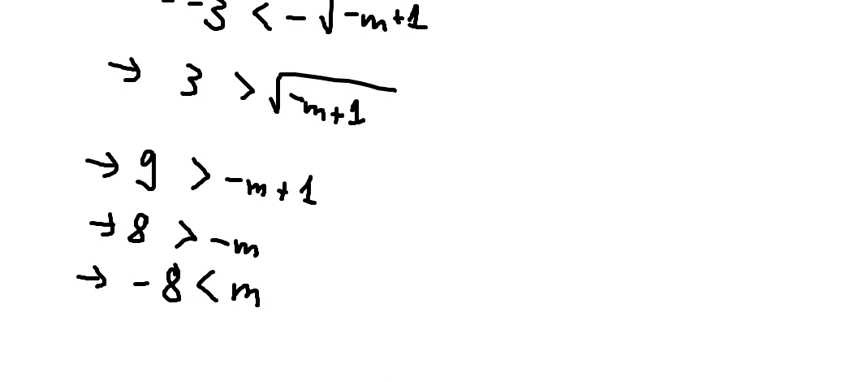 -3 < -√-m+1
→ 3 > √-m+1
→ 9 > -m+1
→ 8 > -m
→ -8 < m